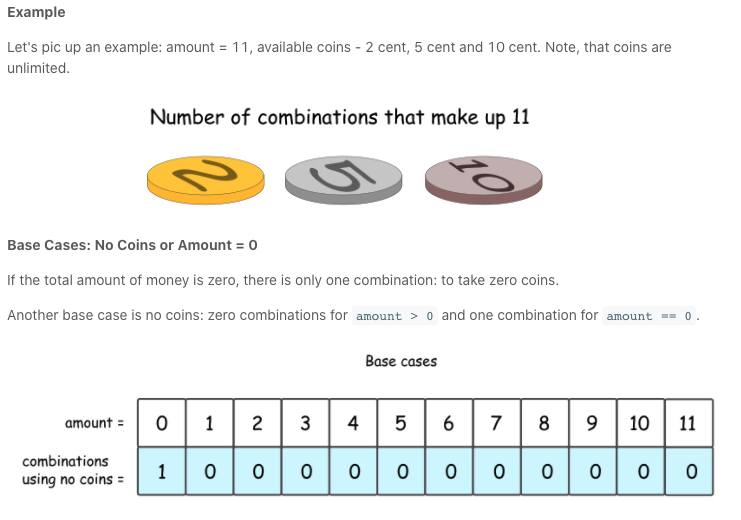 Example
Let's pic up an example: amount = 11, available coins - 2 cent, 5 cent and 10 cent. Note, that coins are
unlimited.
Number of combinations that make up 11
2 5 10
Base Cases: No Coins or Amount = 0
If the total amount of money is zero, there is only one combination: to take zero coins.
Another base case is no coins: zero combinations for amount > 0 and one combination for amount == 0 .
Base cases
amount = 0 1 2 3 4 5 6 7 8 9 10 11
combinations
using no coins = 1 0 0 0 0 0 0 0 0 0 0 0